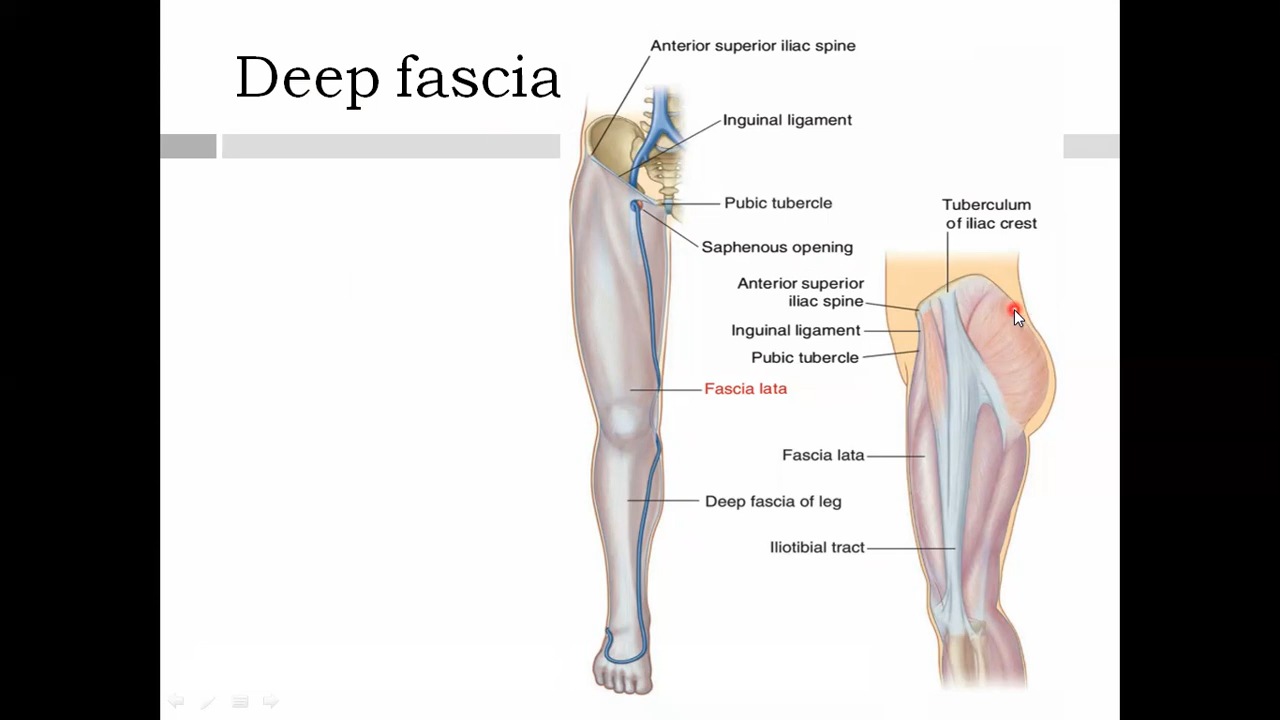 Deep fascia
Anterior superior iliac spine
Inguinal ligament
Pubic tubercle
Saphenous opening
Fascia lata
Deep fascia of leg
Tuberculum
of iliac crest
Anterior superior
iliac spine
Inguinal ligament
Pubic tubercle
Fascia lata
Iliotibial tract